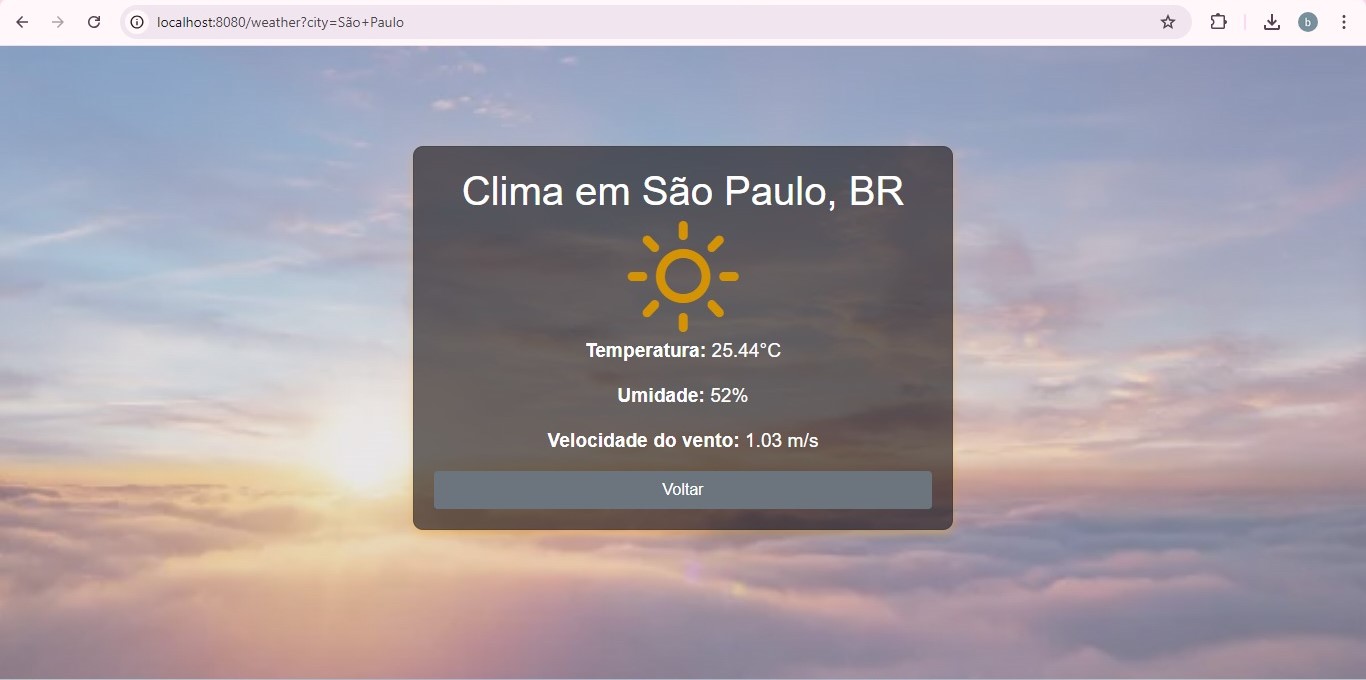 localhost:8080/weather?city=São+Paulo
b
Clima em São Paulo, BR
Temperatura: 25.44°C
Umidade: 52%
Velocidade do vento: 1.03 m/s
Voltar